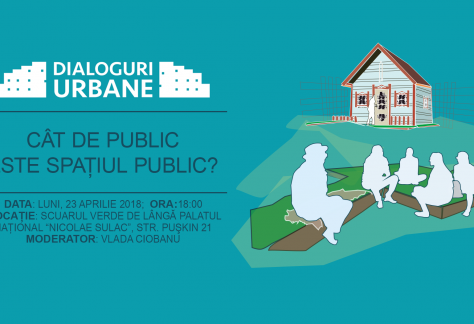 DIALOGURI
URBANE
CÂT DE PUBLIC
STE SPAȚIUL PUBLIC?
DATA: LUNI, 23 APRILIE 2018; ORA:18:00
OCAȚIE: SCUARUL VERDE DE LÂNGĂ PALATUL
AȚIONAL "NICOLAE SULAC", STR. PUȘKIN 21
MODERATOR: VLADA CIOBANU